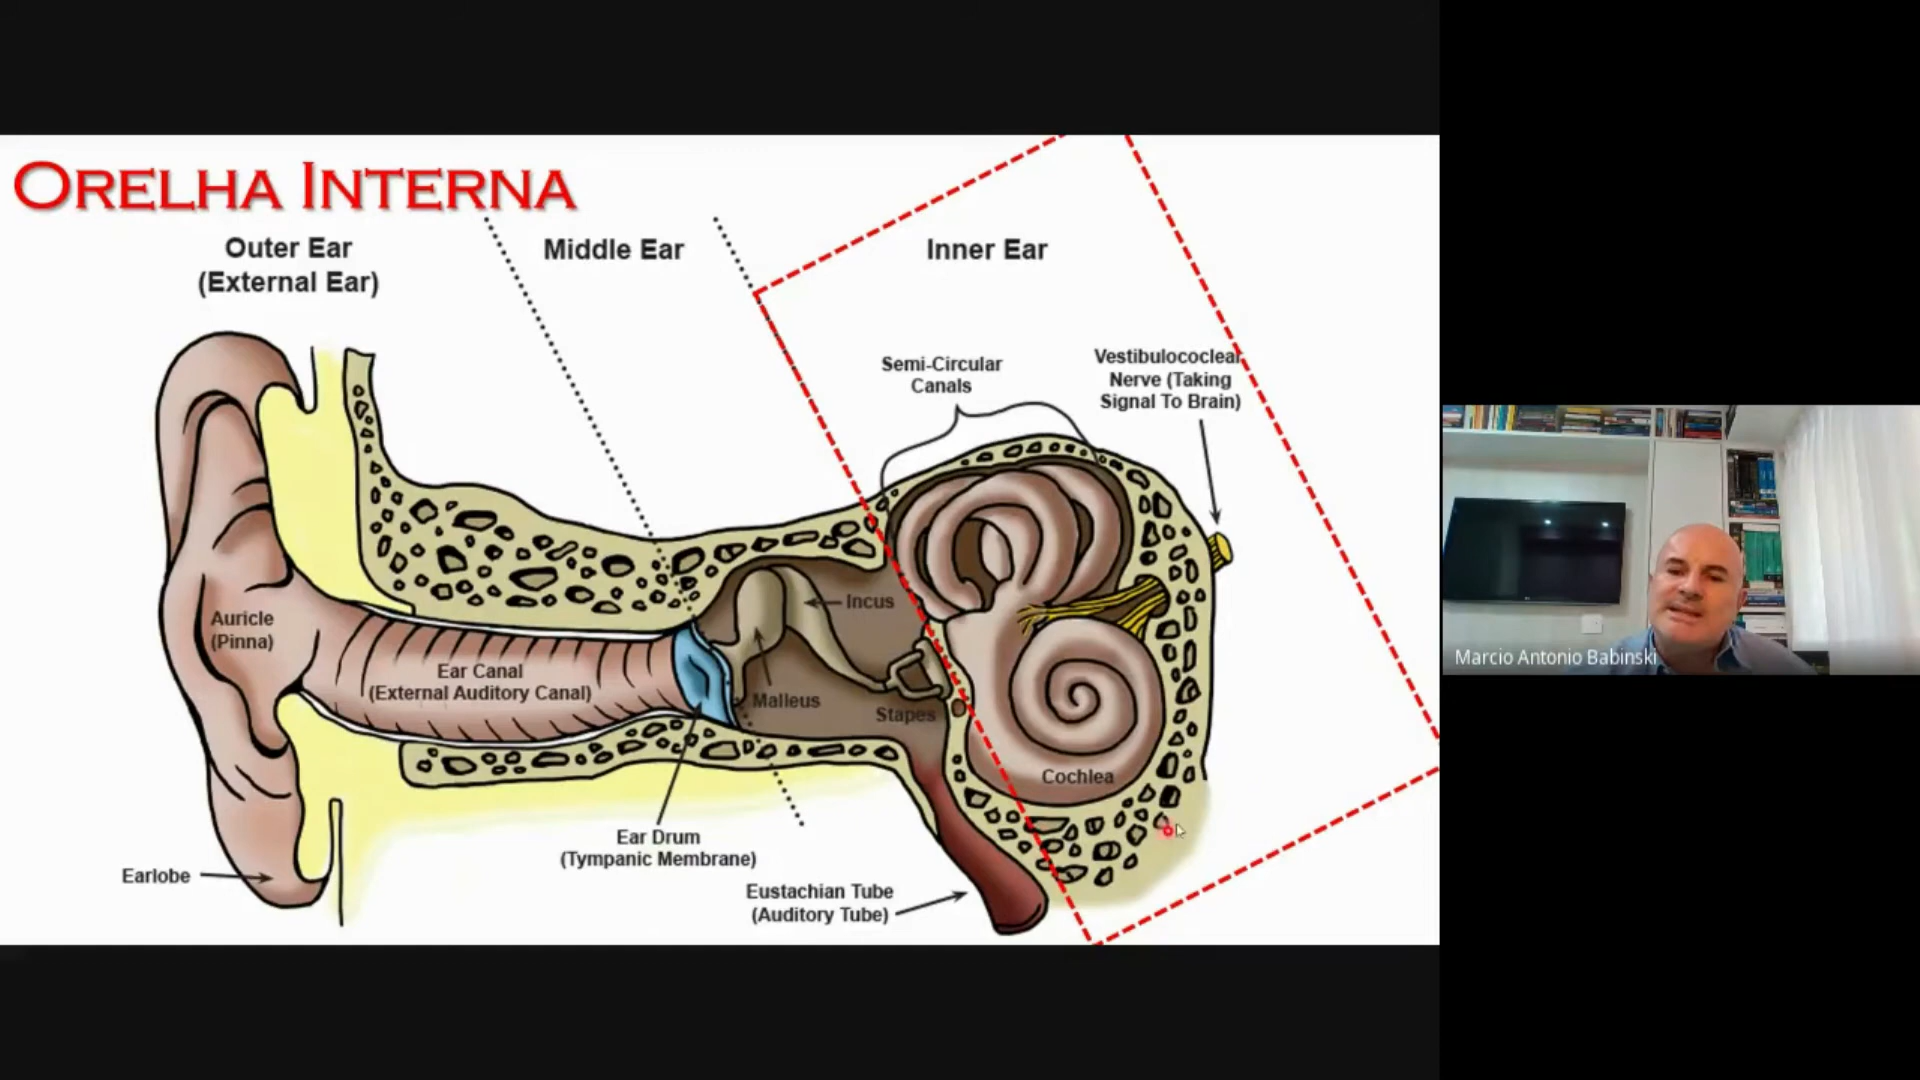 ORELHA INTERNA
Outer Ear
(External Ear)
Middle Ear
Inner Ear
Semi-Circular
Canals
Vestibulococlear
Nerve (Taking
Signal To Brain)
Incus
Auricle
(Pinna)
Ear Canal
(External Auditory Canal)
Malleus
Stapes
Cochlea
Ear Drum
(Tympanic Membrane)
Earlobe
Eustachian Tube
(Auditory Tube)
Marcio Antonio Babinski